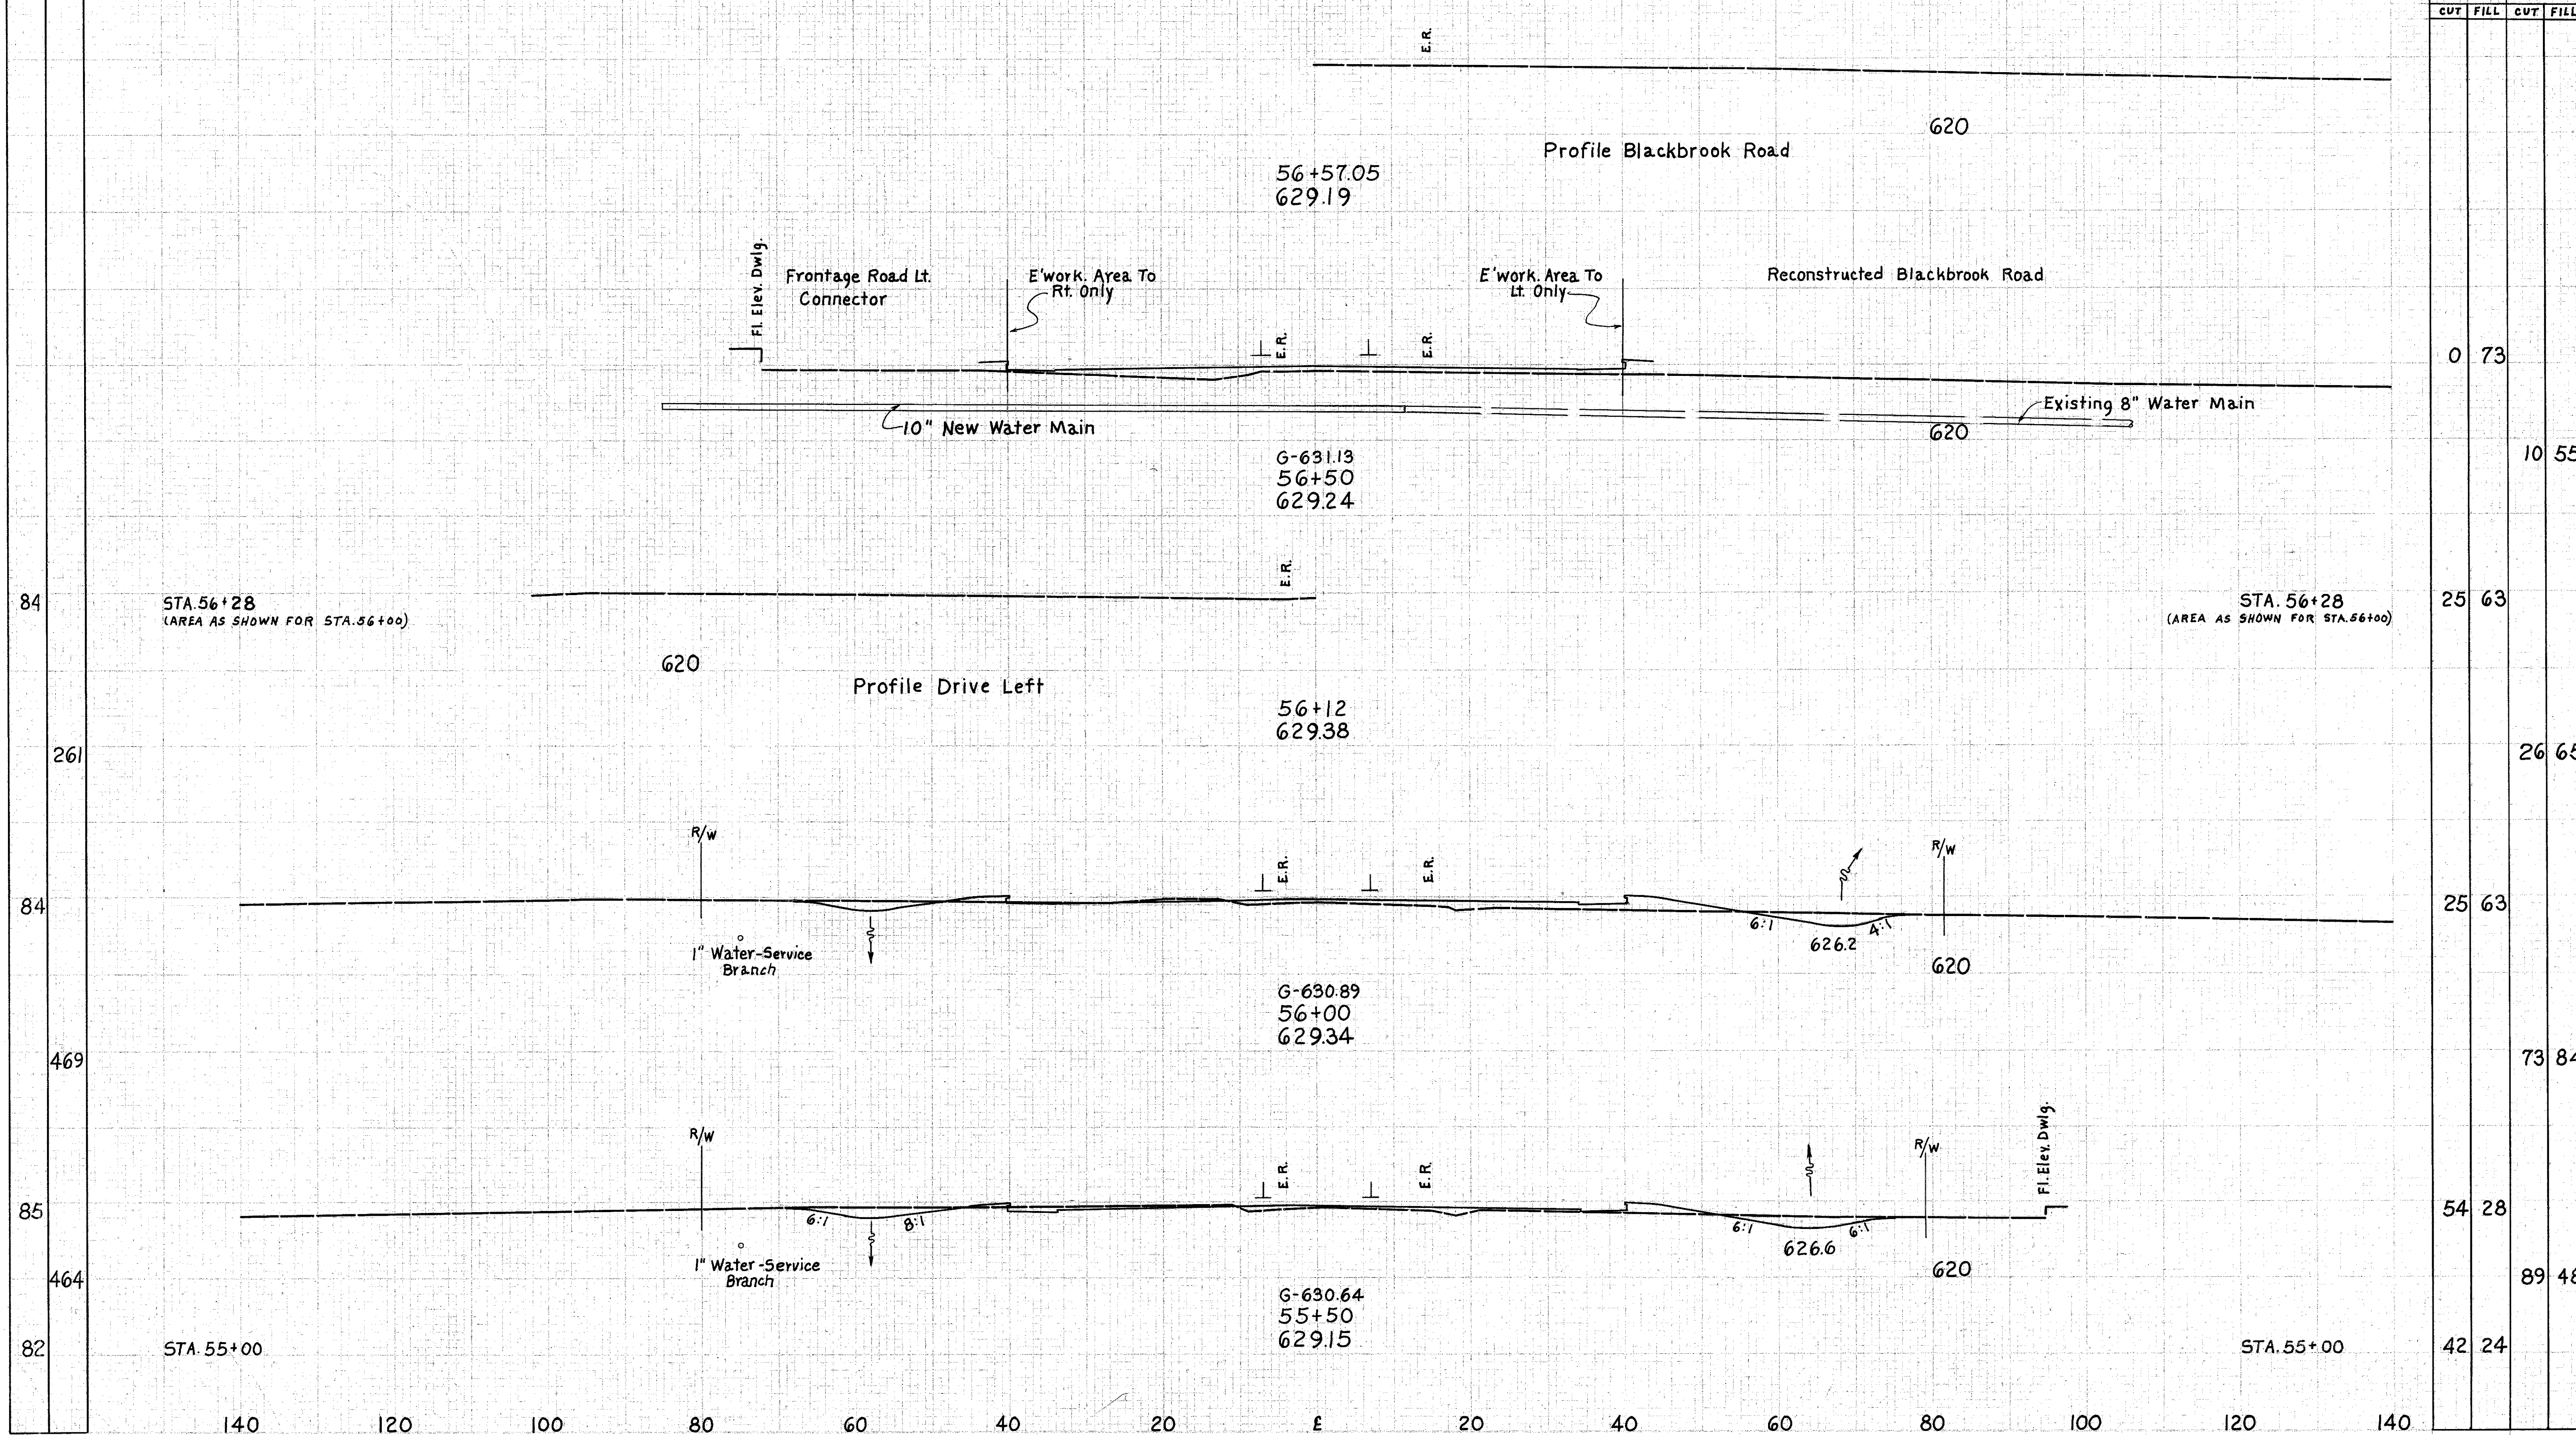 CUT FILL CUT FILL
E.R.
620
Profile Blackbrook Road
56+57.05
629.19
Fl. Elev. Dwlg.
Frontage Road Lt.
Connector
E'work. Area To
Rt. Only
E'work. Area To
Lt. Only
Reconstructed Blackbrook Road
E.R.
E.R.
0 73
10" New Water Main
Existing 8" Water Main
620
10 55
G-631.13
56+50
629.24
E.R.
84
STA. 56+28
(AREA AS SHOWN FOR STA. 56+00)
STA. 56+28
(AREA AS SHOWN FOR STA. 56+00)
25 63
620
Profile Drive Left
56+12
629.38
261
26 65
R/W
E.R.
E.R.
R/W
84
25 63
1" Water-Service
Branch
6:1
626.2
4:1
620
G-630.89
56+00
629.34
469
73 84
R/W
E.R.
E.R.
R/W
Fl. Elev. Dwlg.
85
54 28
6:1
8:1
6:1
626.6
6:1
1" Water-Service
Branch
620
464
89 48
G-630.64
55+50
629.15
82
STA. 55+00
STA. 55+00
42 24
140 120 100 80 60 40 20 ₤ 20 40 60 80 100 120 140